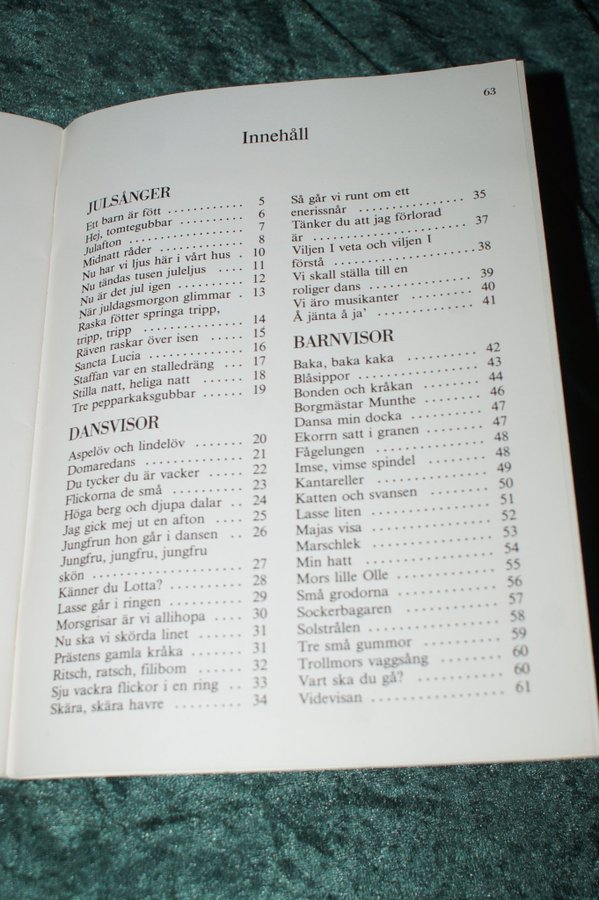 63
Innehåll
JULSÅNGER
Ett barn är fött ........... 5
Hej, tomtegubbar ........... 6
Julafton ........... 7
Midnatt råder ........... 8
Nu har vi ljus här i vårt hus . 10
Nu tändas tusen juleljus .... 11
Nu är det jul igen ........... 12
När juldagsmorgon glimmar . 13
Raska fötter springa tripp,
tripp, tripp ........... 14
Räven raskar över isen ..... 15
Sancta Lucia ........... 16
Staffan var en stalledräng ... 17
Stilla natt, heliga natt ...... 18
Tre pepparkaksgubbar ...... 19
DANSVISOR
Aspelöv och lindelöv ....... 20
Domaredans ........... 21
Du tycker du är vacker ..... 22
Flickorna de små ........... 23
Höga berg och djupa dalar .. 24
Jag gick mej ut en afton .... 25
Jungfrun hon går i dansen .. 26
Jungfru, jungfru, jungfru
skön ........... 27
Känner du Lotta? ........... 28
Lasse går i ringen ........... 29
Morsgrisar är vi allihopa .... 30
Nu ska vi skörda linet ...... 31
Prästens gamla kråka ....... 31
Ritsch, ratsch, filibom ...... 32
Sju vackra flickor i en ring .. 33
Skära, skära havre .......... 34
Så går vi runt om ett
enerissnår ........... 35
Tänker du att jag förlorad
är ........... 37
Viljen I veta och viljen I
förstå ........... 38
Vi skall ställa till en
roliger dans ........... 39
Vi äro musikanter ........... 40
Å jänta å ja' ........... 41
BARNVISOR
Baka, baka kaka ........... 42
Blåsippor ........... 43
Bonden och kråkan ........... 44
Borgmästar Munthe ........... 46
Dansa min docka ........... 47
Ekorrn satt i granen ........ 47
Fågelungen ........... 48
Imse, vimse spindel ........ 48
Kantareller ........... 49
Katten och svansen ......... 50
Lasse liten ........... 51
Majas visa ........... 52
Marschlek ........... 53
Min hatt ........... 54
Mors lille Olle ........... 55
Små grodorna ........... 56
Sockerbagaren ........... 57
Solstrålen ........... 58
Tre små gummor ........... 59
Trollmors vaggsång ........ 60
Vart ska du gå? ........... 60
Videvisan ........... 61